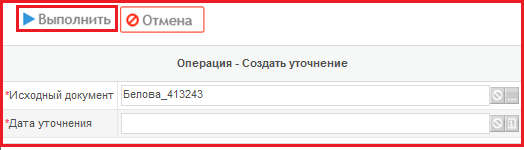 Выполнить Отмена
Операция - Создать уточнение
*Исходный документ Белова_413243 ...
*Дата уточнения